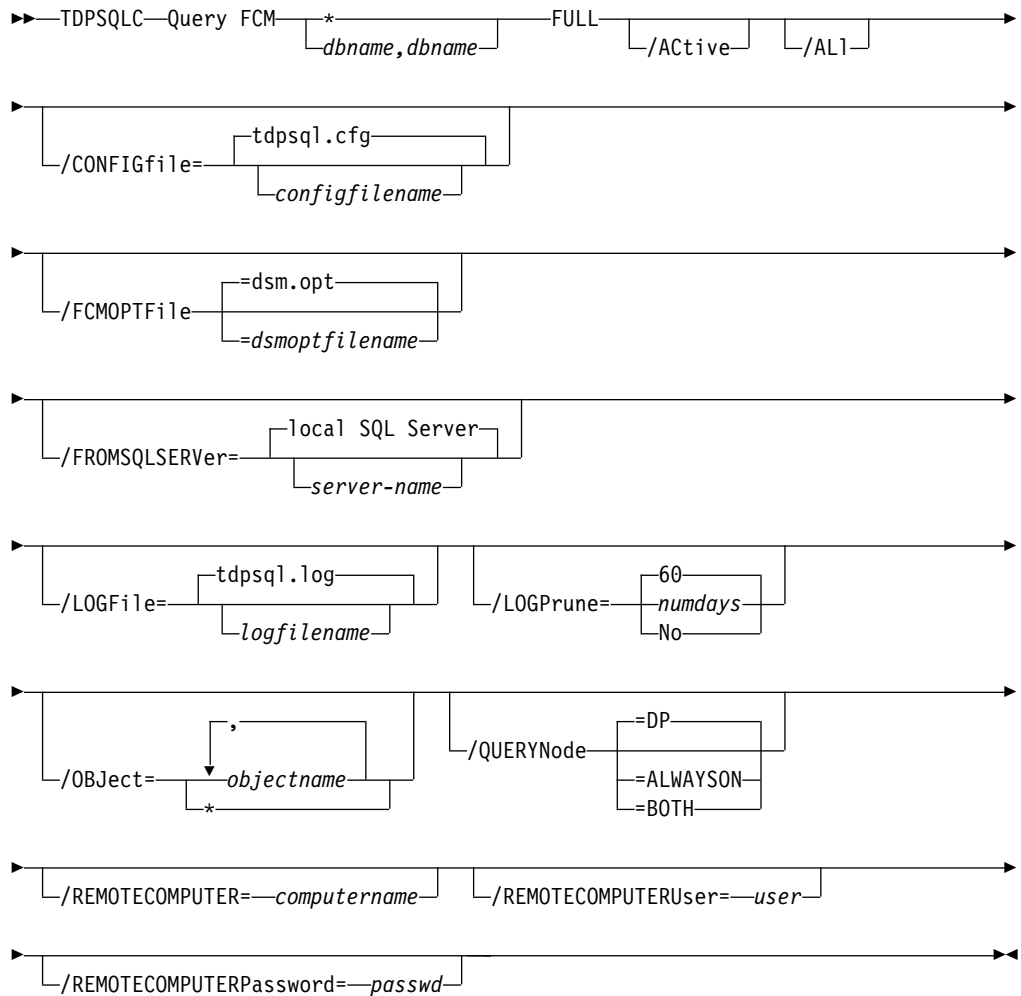 TDPSQLC Query FCM * FULL
dbname,dbname /ACtive /ALl
tdpsql.cfg
/CONFIGfile=
configfilename
=dsm.opt
/FCMOPTFile
=dsmoptfilename
local SQL Server
/FROMSQLSERVer=
server-name
tdpsql.log 60
/LOGFile= /LOGPrune= numdays
logfilename No
, =DP
/QUERYNode
/OBJect= objectname =ALWAYSON
* =BOTH
/REMOTECOMPUTER= computername /REMOTECOMPUTERUser= user
/REMOTECOMPUTERPassword= passwd